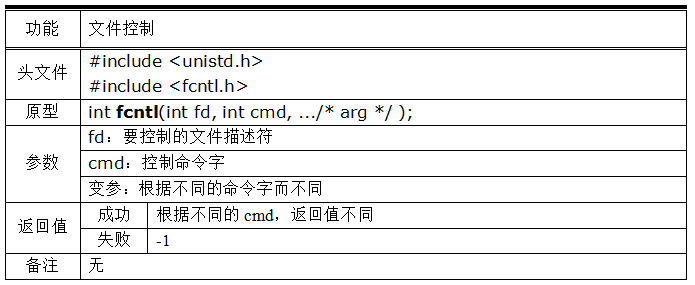 功能 文件控制
头文件 #include <unistd.h>
#include <fcntl.h>
原型 int fcntl(int fd, int cmd, .../* arg */ );
参数 fd：要控制的文件描述符
cmd：控制命令字
变参：根据不同的命令字而不同
返回值 成功 根据不同的 cmd，返回值不同
失败 -1
备注 无